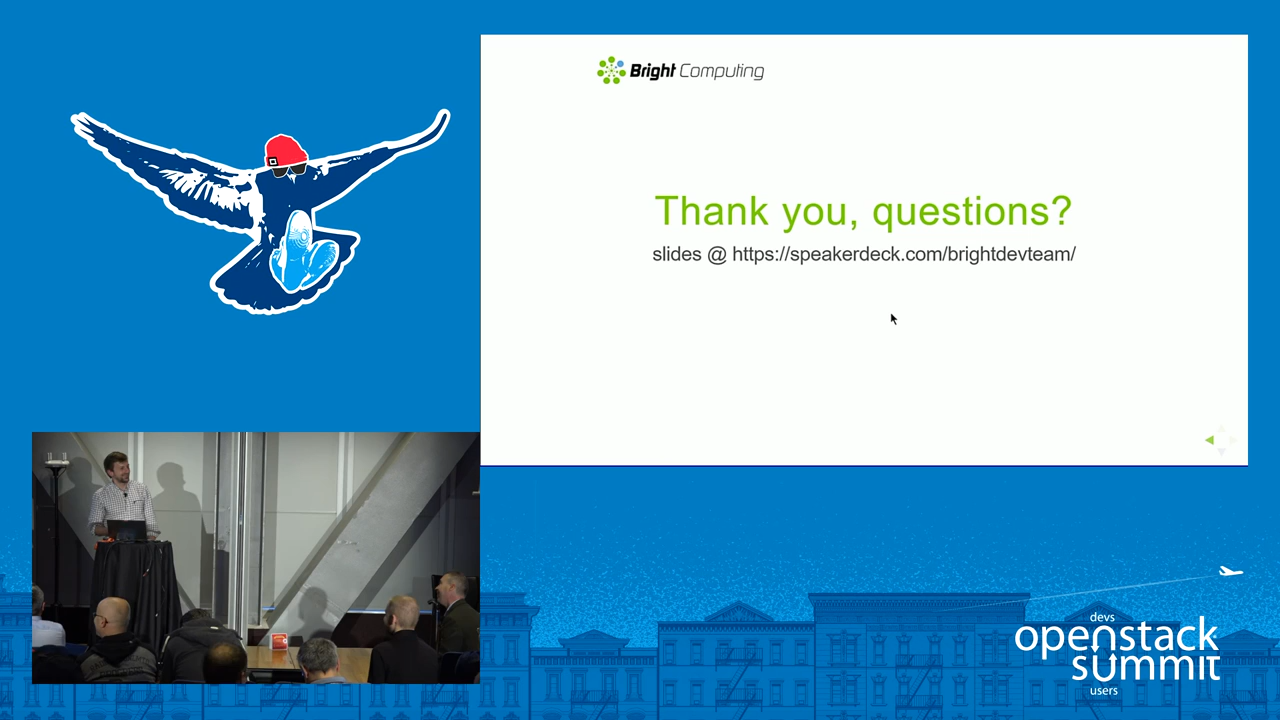 Bright Computing
Thank you, questions?
slides @ https://speakerdeck.com/brightdevteam/
devs
openstack
summit
users